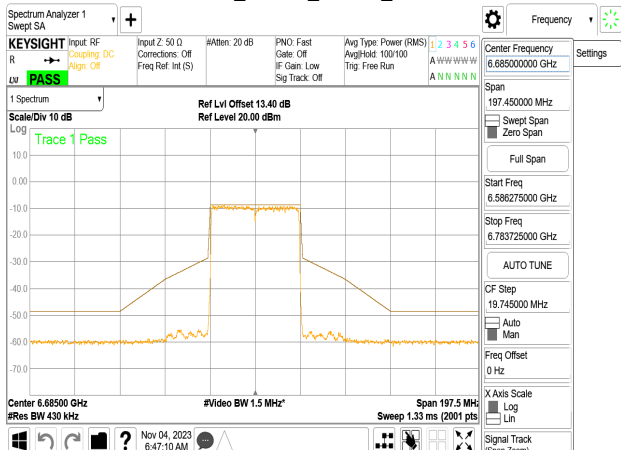 Spectrum Analyzer 1
Swept SA
Frequency
KEYSIGHT
R
LXI
PASS
Input: RF
Coupling: DC
Align: Off
Input Z: 50 Ω
Corrections: Off
Freq Ref: Int (S)
#Atten: 20 dB
PNO: Fast
Gate: Off
IF Gain: Low
Sig Track: Off
Avg Type: Power (RMS)
Avg|Hold: 100/100
Trig: Free Run
1 2 3 4 5 6
A W W W W W
A N N N N N
1 Spectrum
Scale/Div 10 dB
Ref Lvl Offset 13.40 dB
Ref Level 20.00 dBm
Log
Trace 1 Pass
10.0
0.00
-10.0
-20.0
-30.0
-40.0
-50.0
-60.0
-70.0
Center 6.68500 GHz
#Res BW 430 kHz
#Video BW 1.5 MHz*
Span 197.5 MHz
Sweep 1.33 ms (2001 pts
Nov 04, 2023
6:47:10 AM
Center Frequency
6.685000000 GHz
Settings
Span
197.450000 MHz
Swept Span
Zero Span
Full Span
Start Freq
6.586275000 GHz
Stop Freq
6.783725000 GHz
AUTO TUNE
CF Step
19.745000 MHz
Auto
Man
Freq Offset
0 Hz
X Axis Scale
Log
Lin
Signal Track